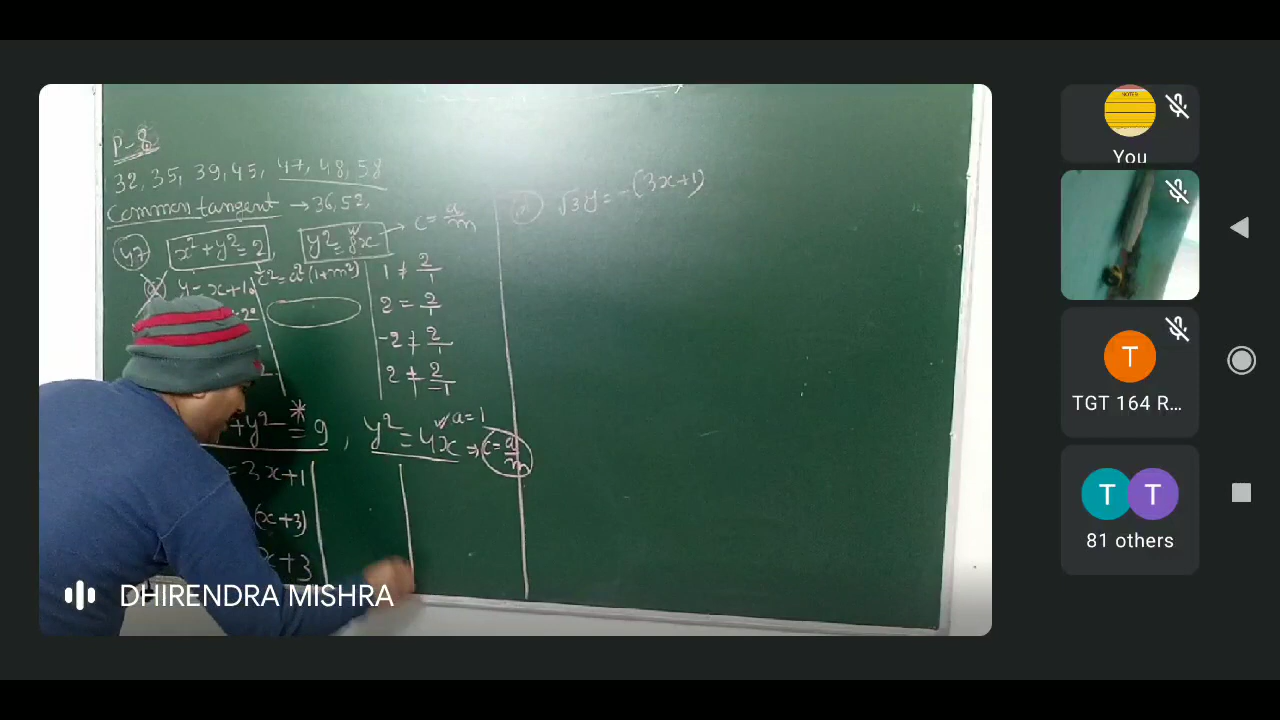 P-8
32, 35, 39, 45, 47, 48, 58
Common tangent → 36, 52,
47 x² + y² = 2, y² = 8x → c = a/m
y = x + 1 c² = a²(1+m²)
1 ≠ 2/1
2 = 2/1
-2 ≠ 2/1
2 ≠ 2/-1
+ y² = 9, y² = 4x a = 1 ⇒ c = a/m
= 3x + 1
(x + 3)
x + 3
√3y = -(3x+1)
DHIRENDRA MISHRA
NOTES
You
T
TGT 164 R...
T T
81 others